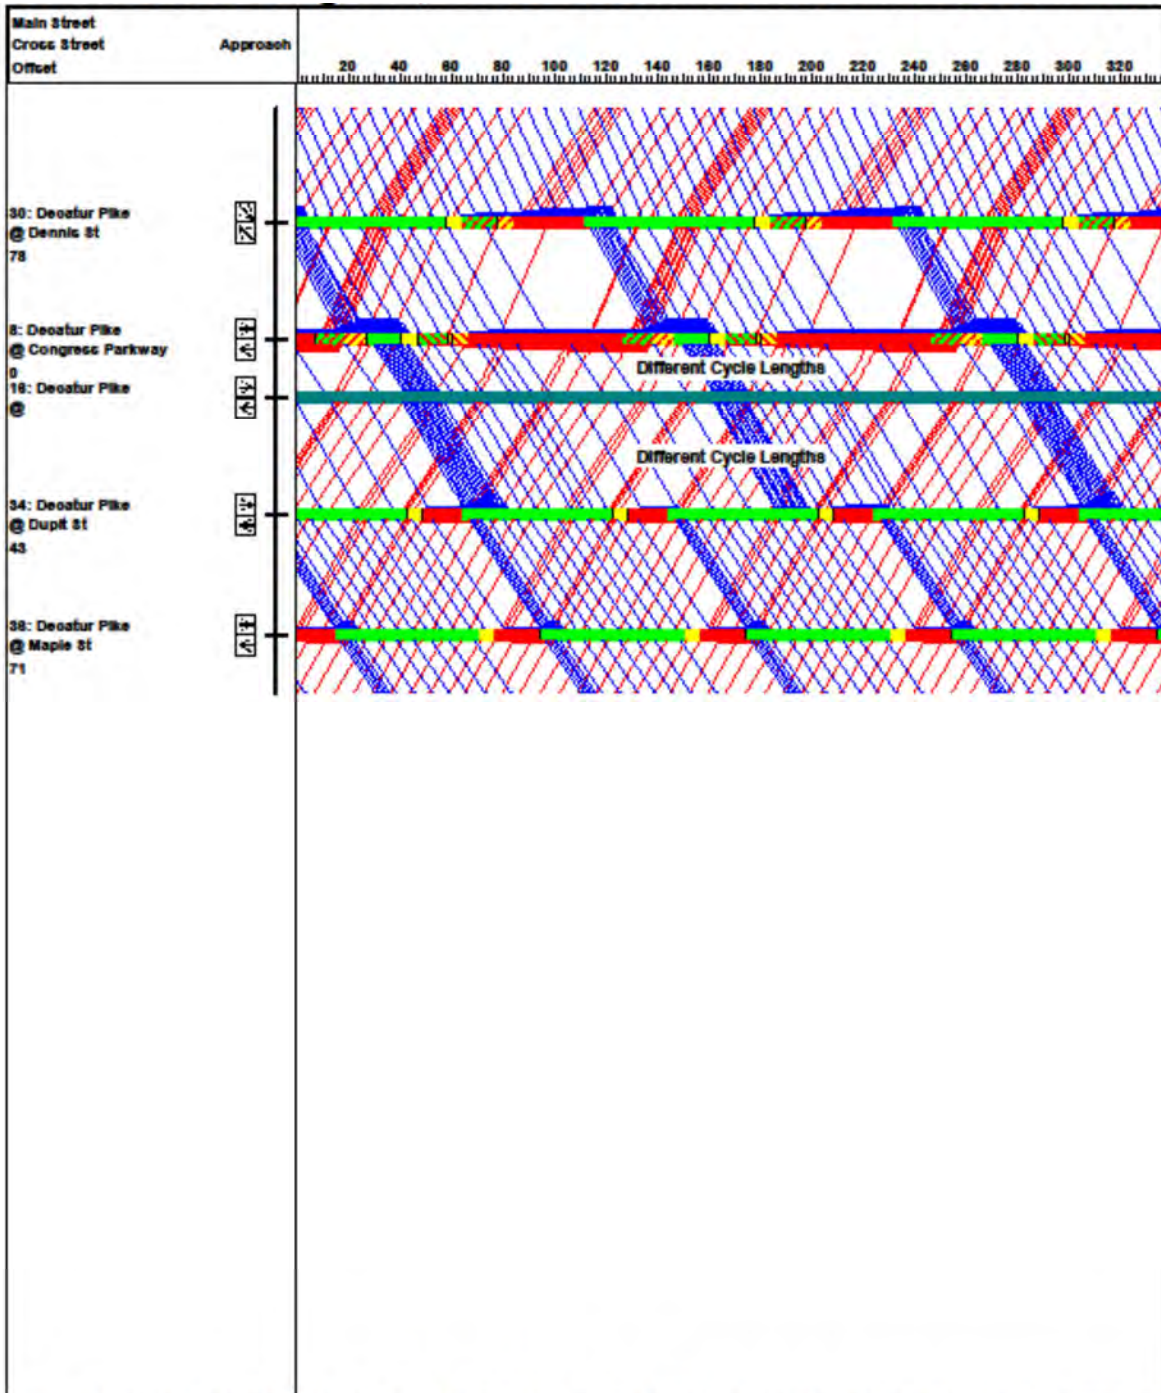 Main Street
Cross Street Approach
Offset 20 40 60 80 100 120 140 160 180 200 220 240 260 280 300 320
30: Decatur Pike
@ Dennis St
78
8: Decatur Pike
@ Congress Parkway
0
Different Cycle Lengths
16: Decatur Pike
@
Different Cycle Lengths
34: Decatur Pike
@ Dupit St
43
38: Decatur Pike
@ Maple St
71